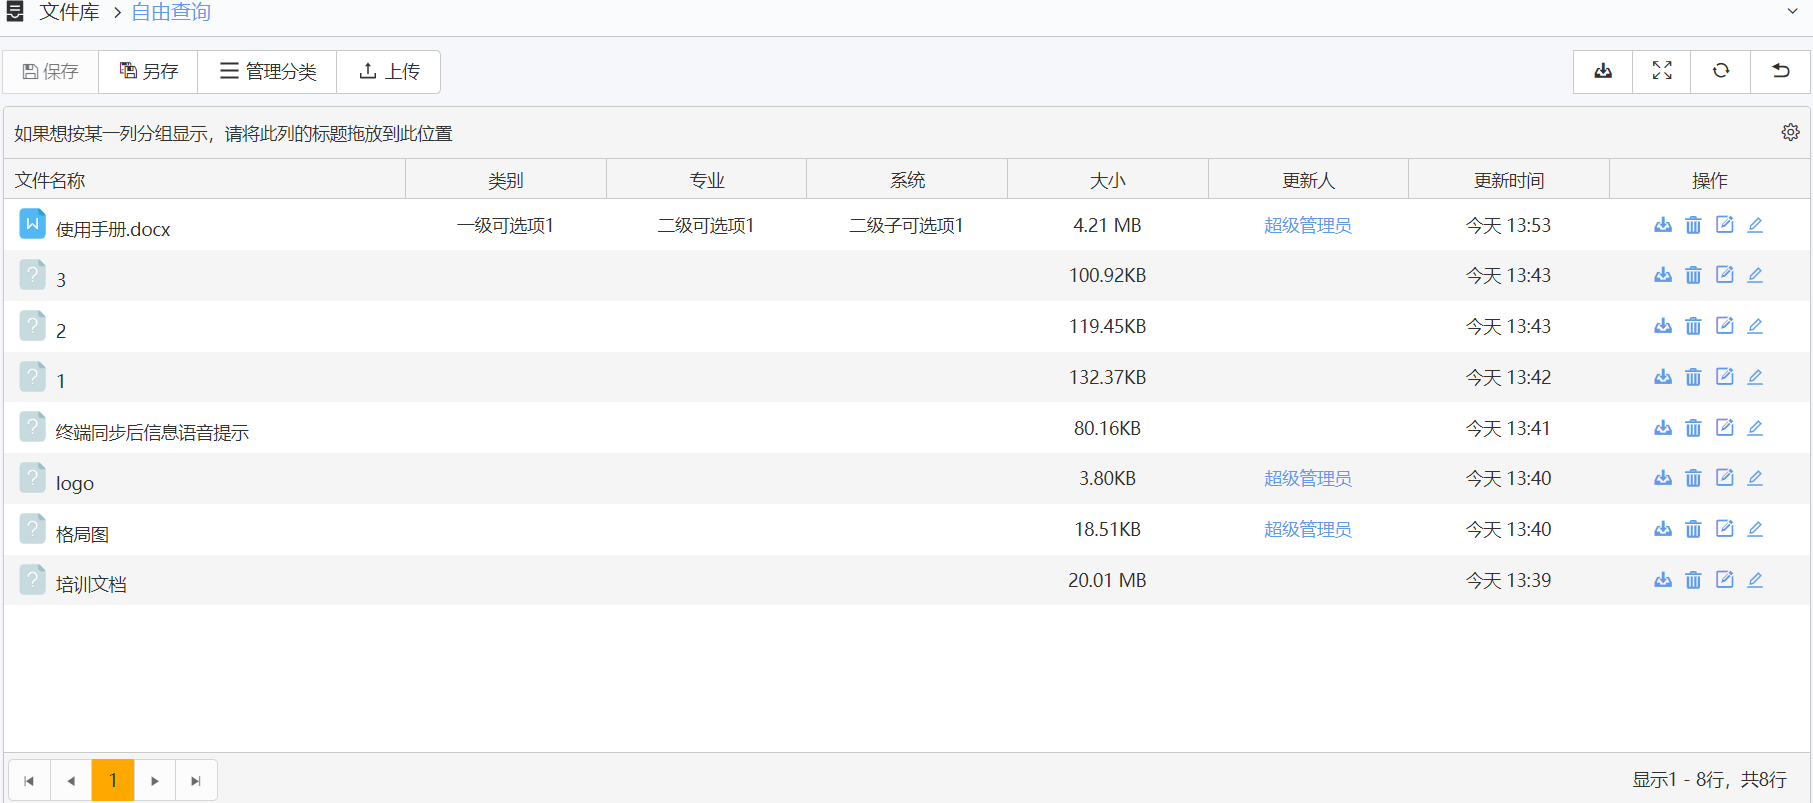 文件库 > 自由查询
保存 另存 管理分类 上传
如果想按某一列分组显示，请将此列的标题拖放到此位置
文件名称 类别 专业 系统 大小 更新人 更新时间 操作
使用手册.docx 一级可选项1 二级可选项1 二级子可选项1 4.21 MB 超级管理员 今天 13:53
3 100.92KB 今天 13:43
2 119.45KB 今天 13:43
1 132.37KB 今天 13:42
终端同步后信息语音提示 80.16KB 今天 13:41
logo 3.80KB 超级管理员 今天 13:40
格局图 18.51KB 超级管理员 今天 13:40
培训文档 20.01 MB 今天 13:39
1 显示1 - 8行，共8行